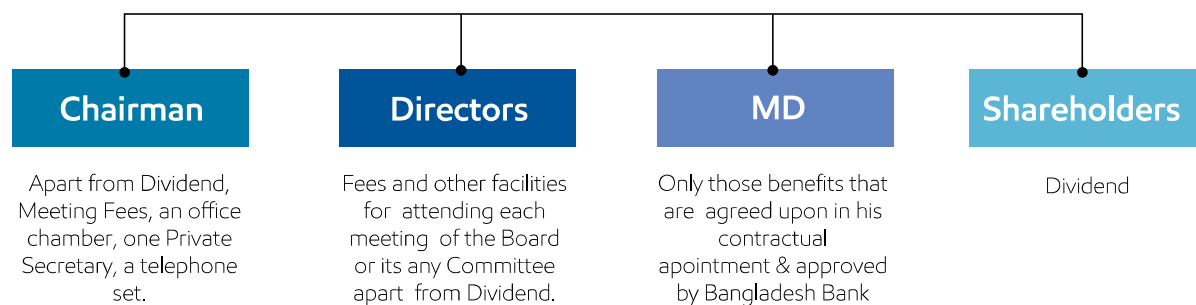 Chairman
Apart from Dividend,
Meeting Fees, an office
chamber, one Private
Secretary, a telephone
set.
Directors
Fees and other facilities
for attending each
meeting of the Board
or its any Committee
apart from Dividend.
MD
Only those benefits that
are agreed upon in his
contractual
apointment & approved
by Bangladesh Bank
Shareholders
Dividend